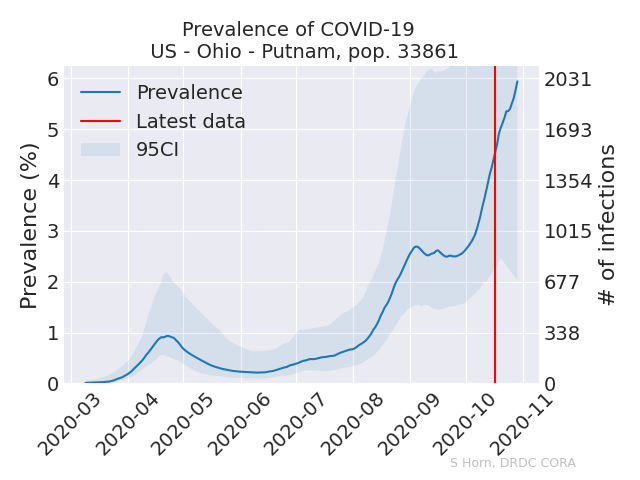 Prevalence of COVID-19
US - Ohio - Putnam, pop. 33861
Prevalence
Latest data
95CI
Prevalence (%)
6
5
4
3
2
1
0
2031
1693
1354
1015
677
338
0
# of infections
2020-03
2020-04
2020-05
2020-06
2020-07
2020-08
2020-09
2020-10
2020-11
S Horn, DRDC CORA